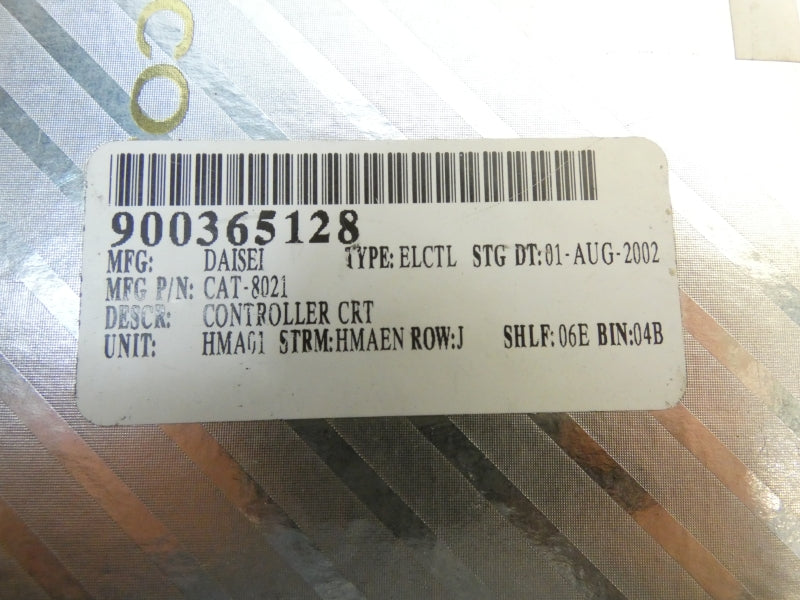 CO
900365128
MFG: DAISEI TYPE: ELCTL STG DT: 01-AUG-2002
MFG P/N: CAT-8021
DESCR: CONTROLLER CRT
UNIT: HMA01 STRM:HMAEN ROW:J SHLF: 06E BIN:04B